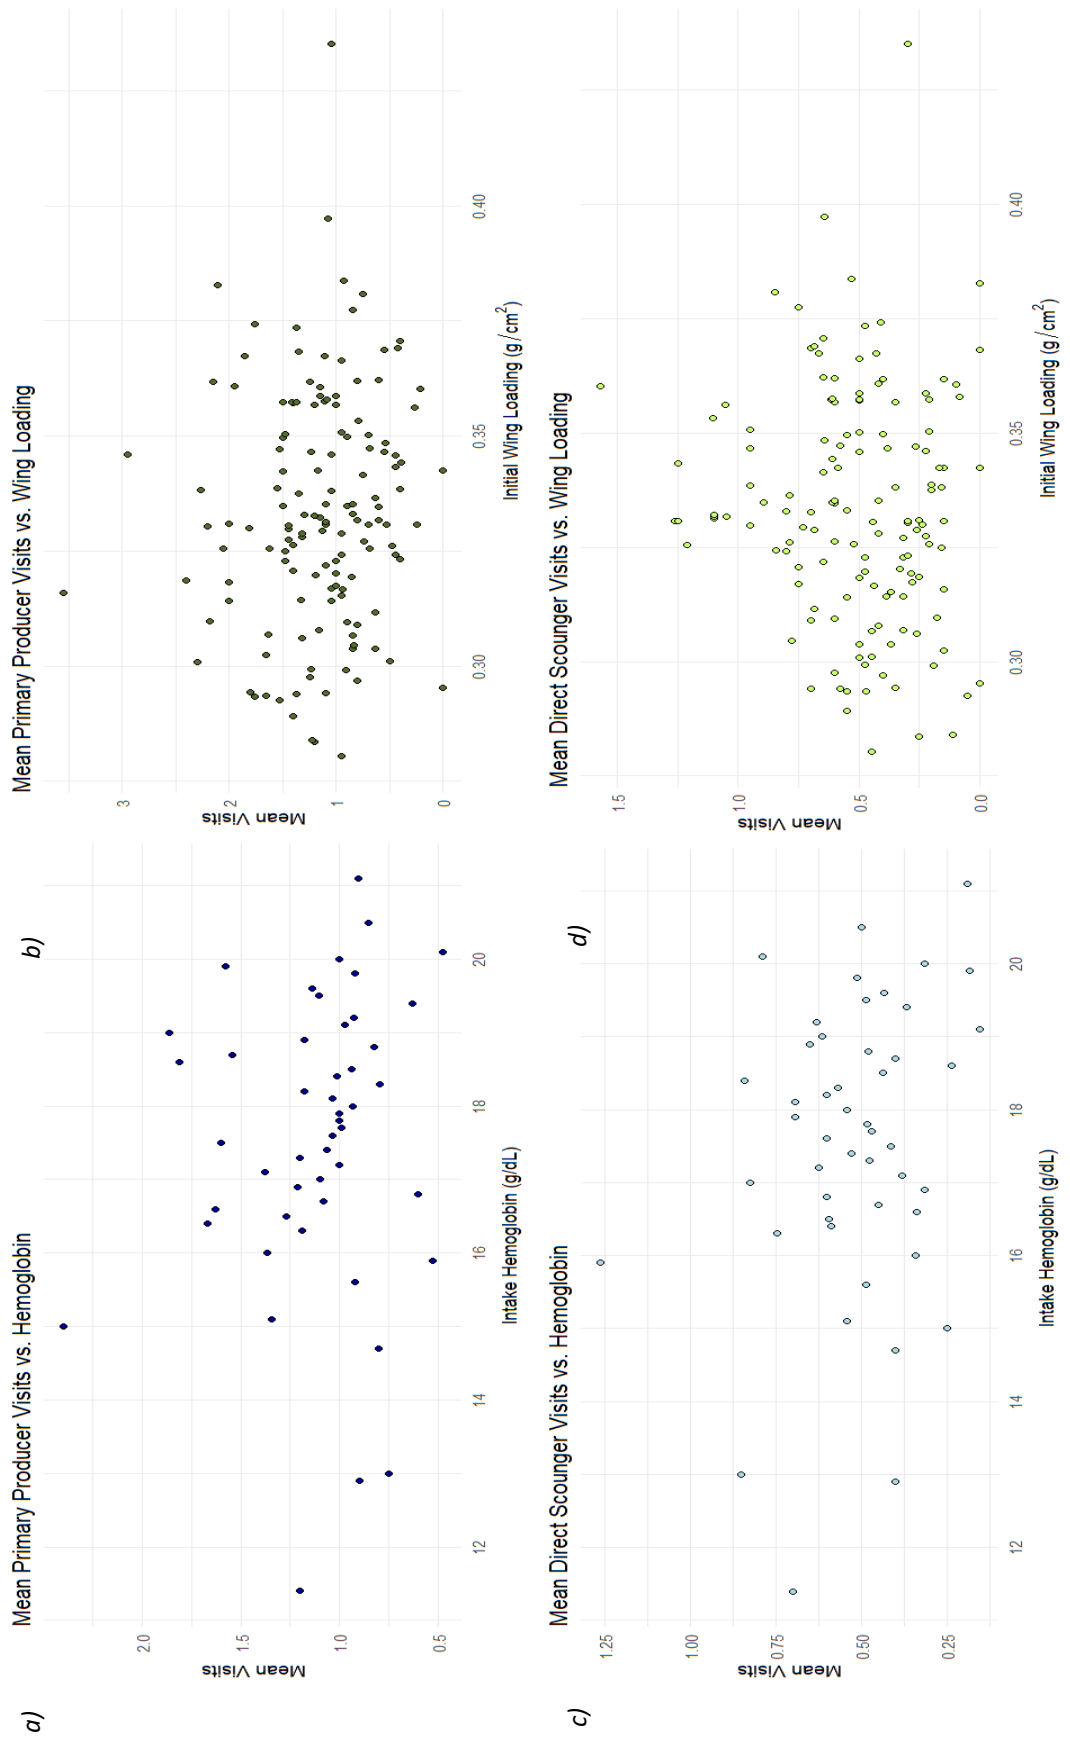 a)
Mean Primary Producer Visits vs. Hemoglobin
Mean Visits
2.0
1.5
1.0
0.5
12
14
16
18
20
Intake Hemoglobin (g/dL)
b)
Mean Primary Producer Visits vs. Wing Loading
Mean Visits
3
2
1
0
0.30
0.35
0.40
Initial Wing Loading (g/cm²)
c)
Mean Direct Scounger Visits vs. Hemoglobin
Mean Visits
1.25
1.00
0.75
0.50
0.25
12
14
16
18
20
Intake Hemoglobin (g/dL)
d)
Mean Direct Scounger Visits vs. Wing Loading
Mean Visits
1.5
1.0
0.5
0.0
0.30
0.35
0.40
Initial Wing Loading (g/cm²)